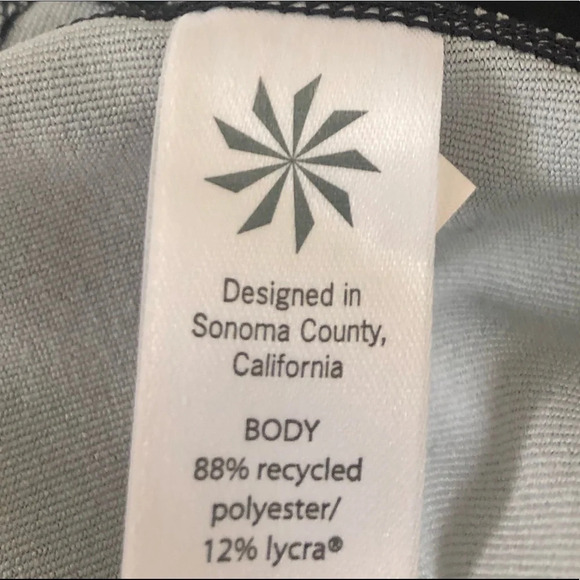 Designed in
Sonoma County,
California
BODY
88% recycled
polyester/
12% lycra®